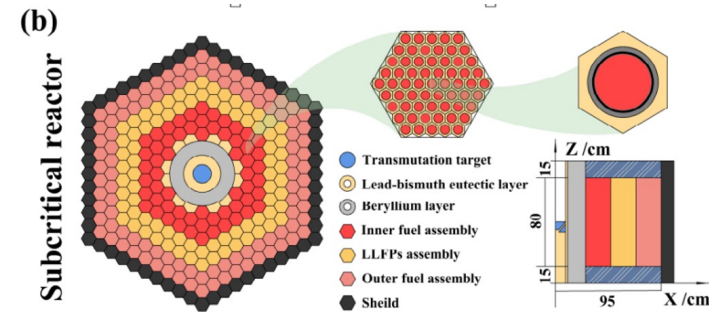 (b)
Subcritical reactor
Transmutation target
Lead-bismuth eutectic layer
Beryllium layer
Inner fuel assembly
LLFPs assembly
Outer fuel assembly
Sheild
Z /cm
15
80
15
95
X /cm